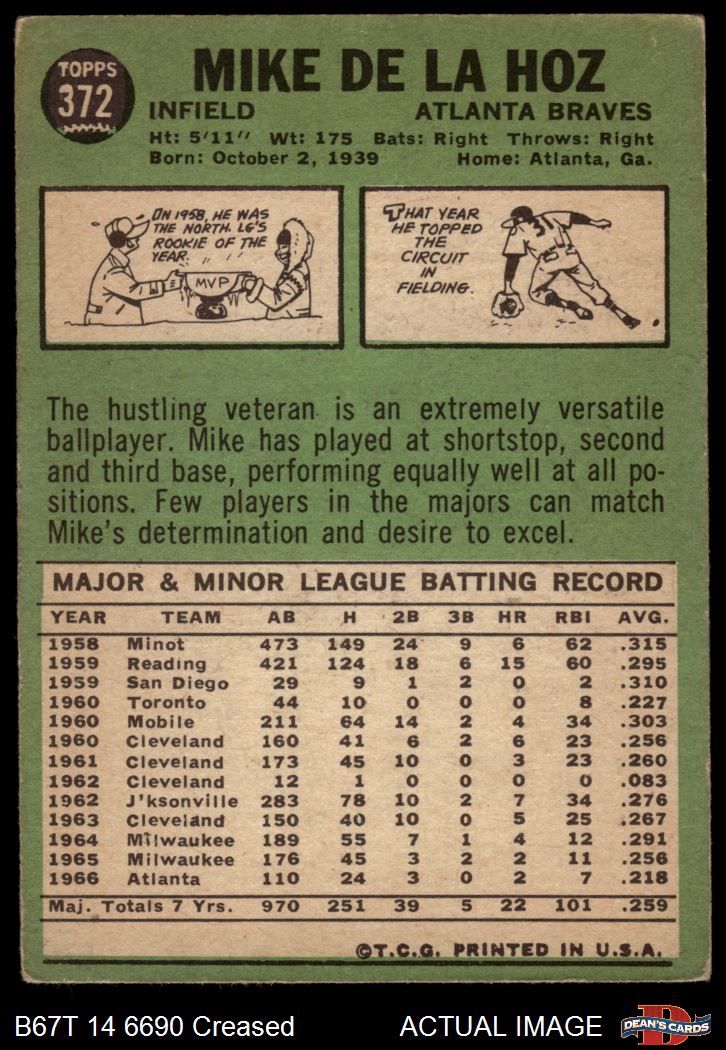 TOPPS
372
MIKE DE LA HOZ
INFIELD ATLANTA BRAVES
Ht: 5'11" Wt: 175 Bats: Right Throws: Right
Born: October 2, 1939 Home: Atlanta, Ga.
IN 1958, HE WAS
THE NORTH. LG'S
ROOKIE OF THE
YEAR.
MVP
THAT YEAR
HE TOPPED
THE
CIRCUIT
IN
FIELDING.
31
The hustling veteran is an extremely versatile
ballplayer. Mike has played at shortstop, second
and third base, performing equally well at all po-
sitions. Few players in the majors can match
Mike's determination and desire to excel.
MAJOR & MINOR LEAGUE BATTING RECORD
YEAR TEAM AB H 2B 3B HR RBI AVG.
1958 Minot 473 149 24 9 6 62 .315
1959 Reading 421 124 18 6 15 60 .295
1959 San Diego 29 9 1 2 0 2 .310
1960 Toronto 44 10 0 0 0 8 .227
1960 Mobile 211 64 14 2 4 34 .303
1960 Cleveland 160 41 6 2 6 23 .256
1961 Cleveland 173 45 10 0 3 23 .260
1962 Cleveland 12 1 0 0 0 0 .083
1962 J'ksonville 283 78 10 2 7 34 .276
1963 Cleveland 150 40 10 0 5 25 .267
1964 Milwaukee 189 55 7 1 4 12 .291
1965 Milwaukee 176 45 3 2 2 11 .256
1966 Atlanta 110 24 3 0 2 7 .218
Maj. Totals 7 Yrs. 970 251 39 5 22 101 .259
©T.C.G. PRINTED IN U.S.A.
B67T 14 6690 Creased ACTUAL IMAGE
DEAN'S CARDS